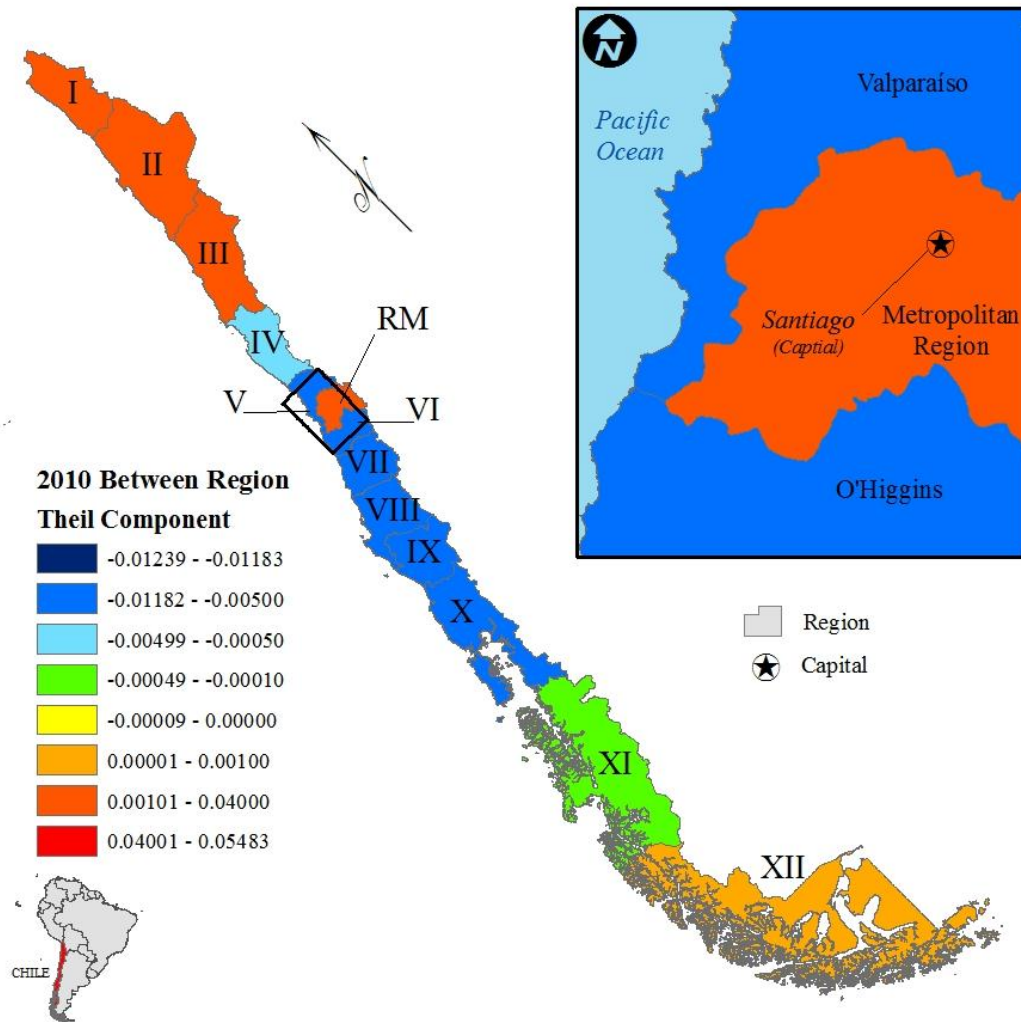 I
II
III
IV
RM
V
VI
VII
VIII
IX
X
XI
XII
N
2010 Between Region
Theil Component
-0.01239 - -0.01183
-0.01182 - -0.00500
-0.00499 - -0.00050
-0.00049 - -0.00010
-0.00009 - 0.00000
0.00001 - 0.00100
0.00101 - 0.04000
0.04001 - 0.05483
CHILE
N
Pacific
Ocean
Valparaíso
Santiago
(Captial)
Metropolitan
Region
O'Higgins
Region
Capital